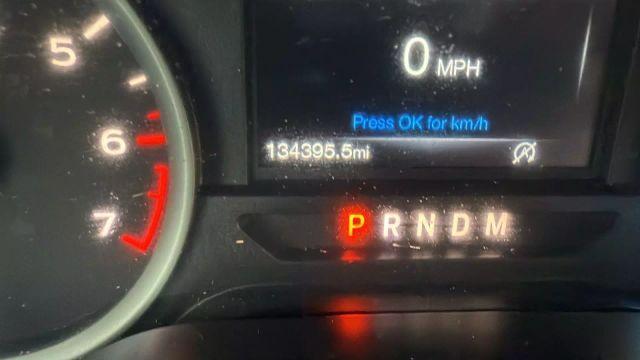 5
6
7
0 MPH
Press OK for km/h
134395.5mi
P R N D M